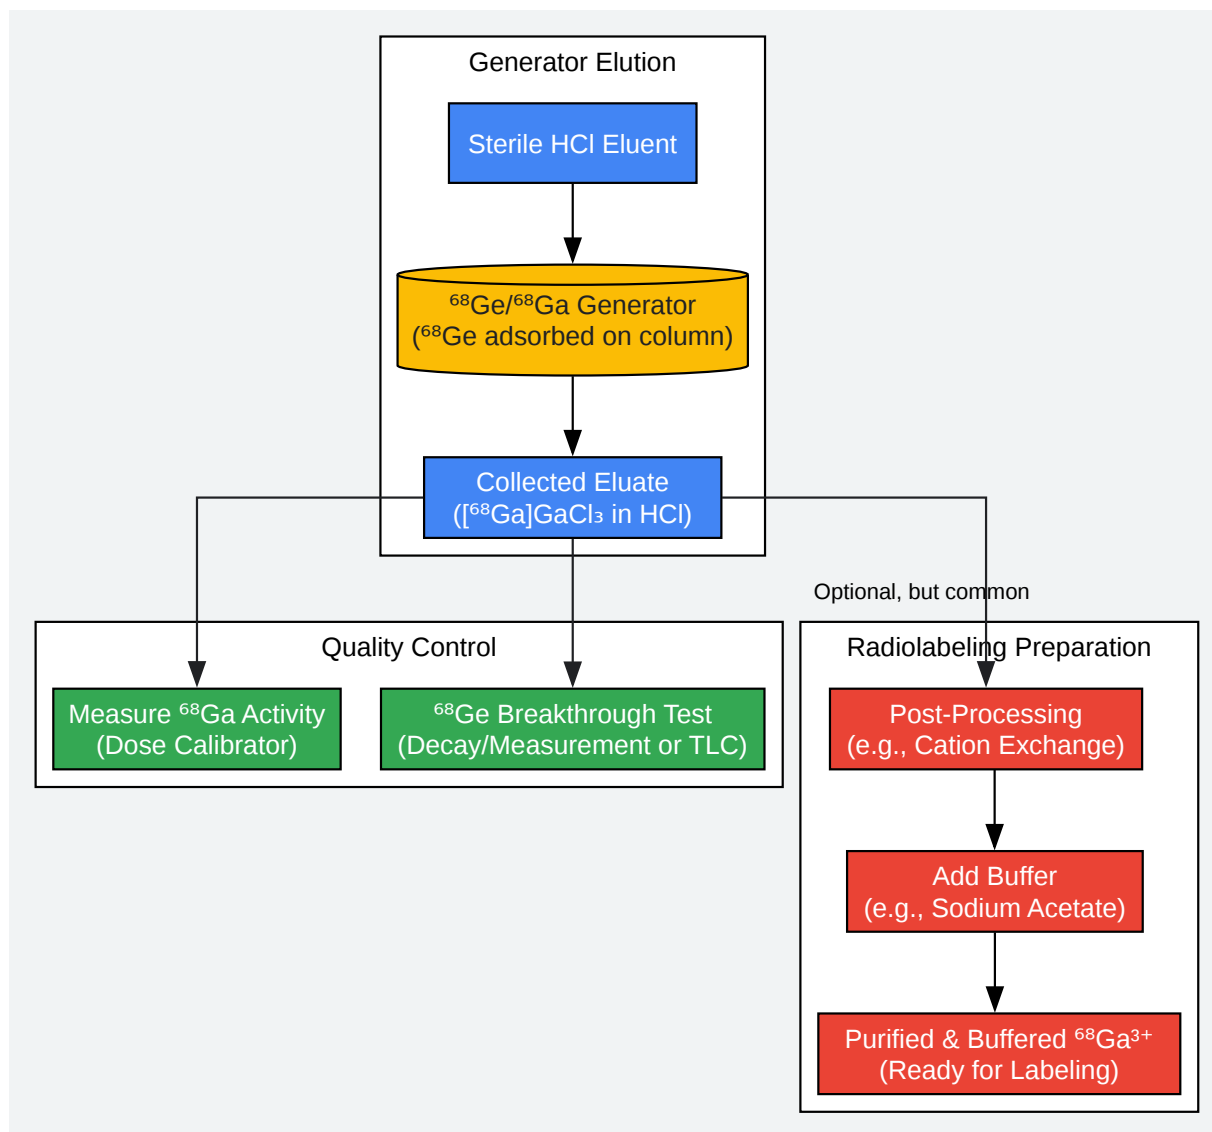 Generator Elution
Sterile HCl Eluent
⁶⁸Ge/⁶⁸Ga Generator
(⁶⁸Ge adsorbed on column)
Collected Eluate
([⁶⁸Ga]GaCl₃ in HCl)
Optional, but common
Quality Control
Measure ⁶⁸Ga Activity
(Dose Calibrator)
⁶⁸Ge Breakthrough Test
(Decay/Measurement or TLC)
Radiolabeling Preparation
Post-Processing
(e.g., Cation Exchange)
Add Buffer
(e.g., Sodium Acetate)
Purified & Buffered ⁶⁸Ga³⁺
(Ready for Labeling)